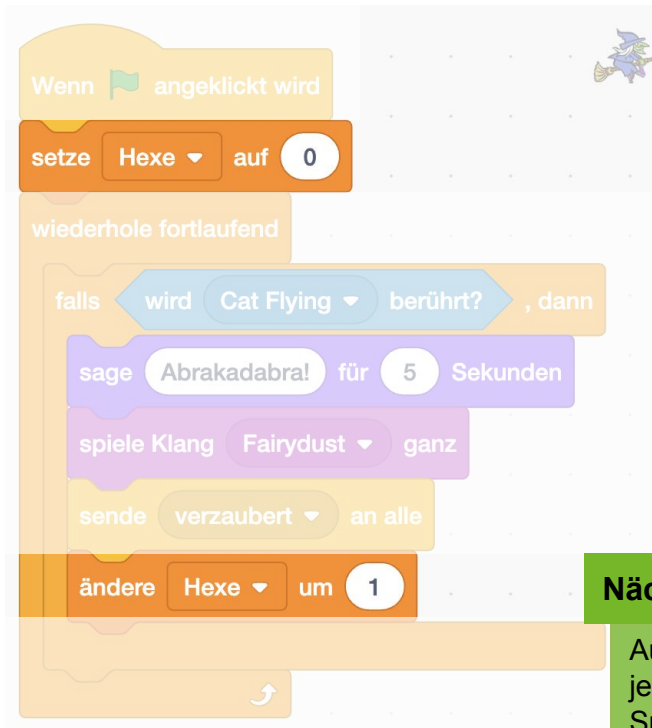 Wenn angeklickt wird
setze Hexe auf 0
wiederhole fortlaufend
falls wird Cat Flying berührt? , dann
sage Abrakadabra! für 5 Sekunden
spiele Klang Fairydust ganz
sende verzaubert an alle
ändere Hexe um 1